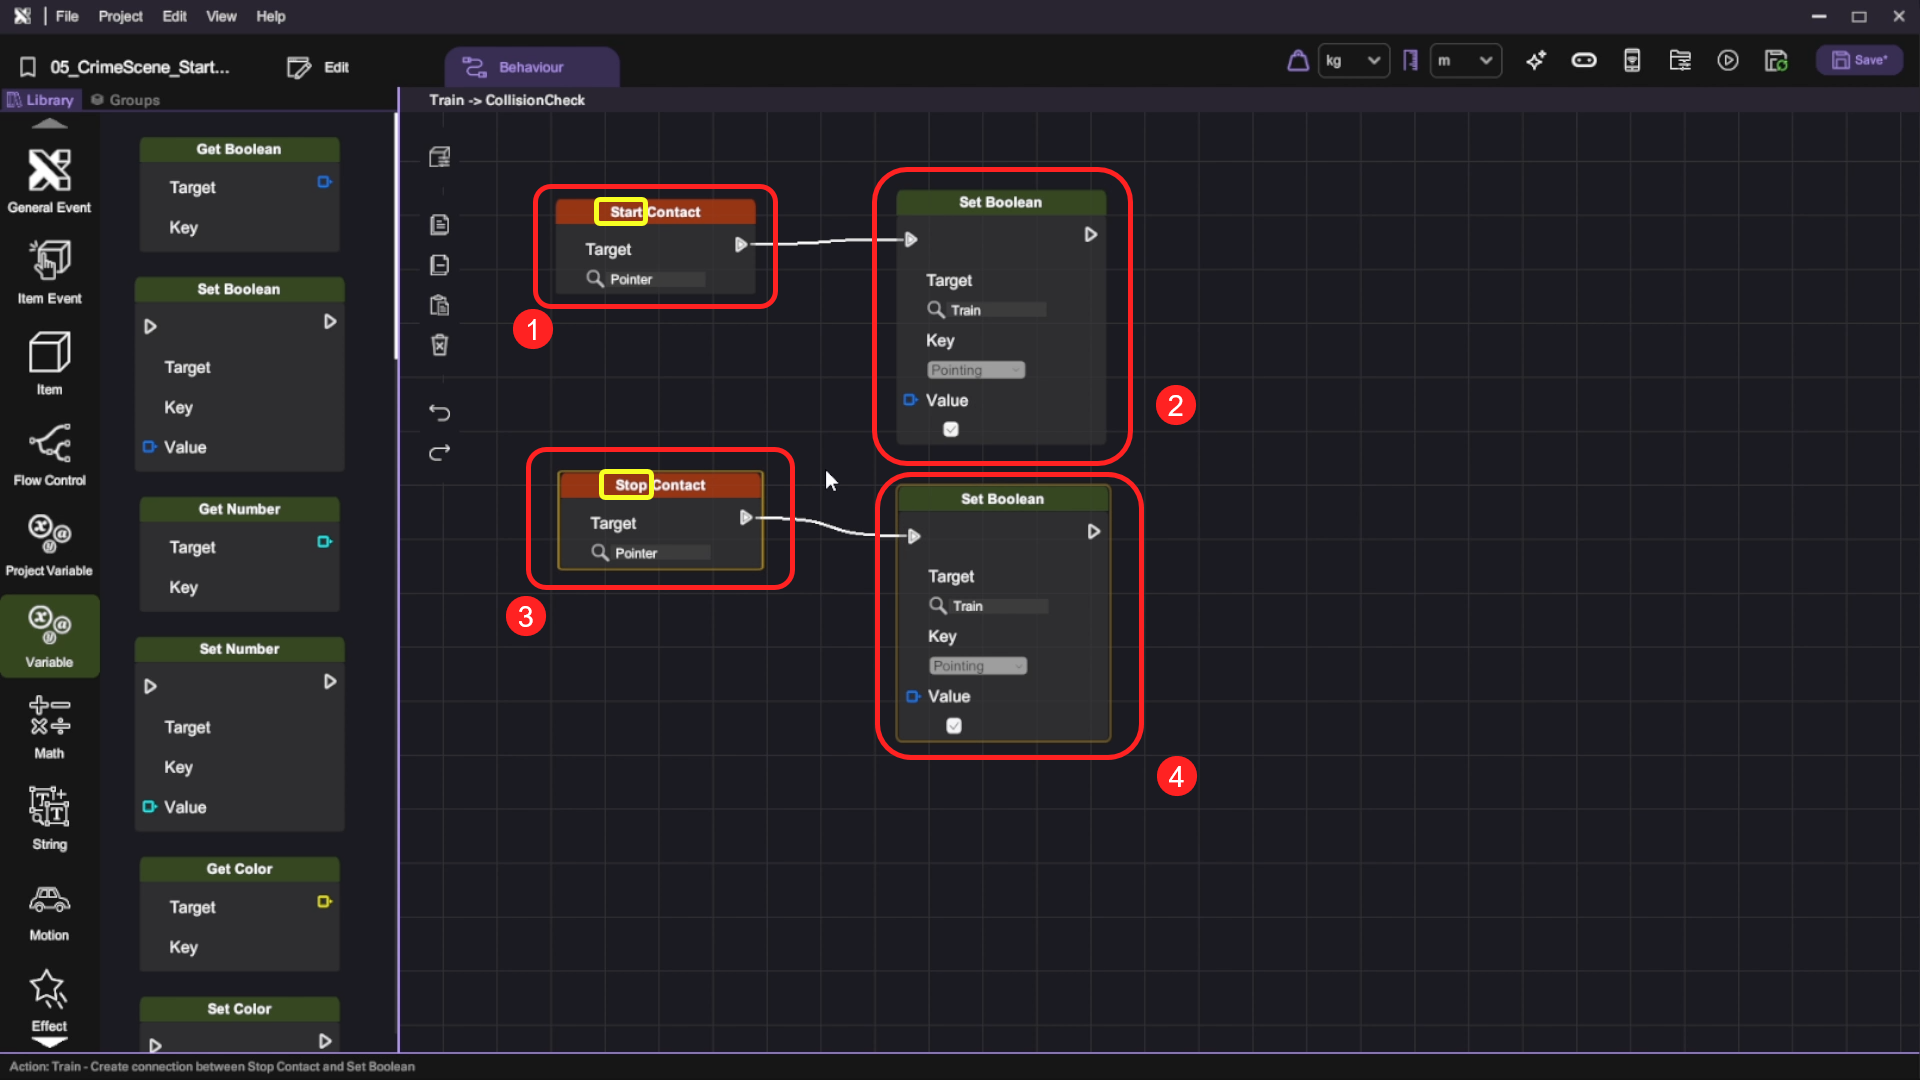 File Project Edit View Help
05_CrimeScene_Start... Edit Behaviour kg m Save*
Library Groups
Train -> CollisionCheck
General Event
Item Event
Item
Flow Control
Project Variable
Variable
Math
String
Motion
Effect
Get Boolean
Target
Key
Set Boolean
Target
Key
Value
Get Number
Target
Key
Set Number
Target
Key
Value
Get Color
Target
Key
Set Color
Start Contact
Target
Pointer
1
Set Boolean
Target
Train
Key
Pointing
Value
2
Stop Contact
Target
Pointer
3
Set Boolean
Target
Train
Key
Pointing
Value
4
Action: Train - Create connection between Stop Contact and Set Boolean